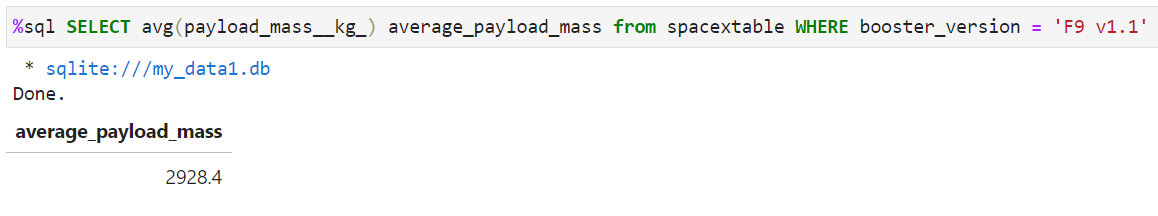 %sql SELECT avg(payload_mass__kg_) average_payload_mass from spacextable WHERE booster_version = 'F9 v1.1'
* sqlite:///my_data1.db
Done.
average_payload_mass
2928.4